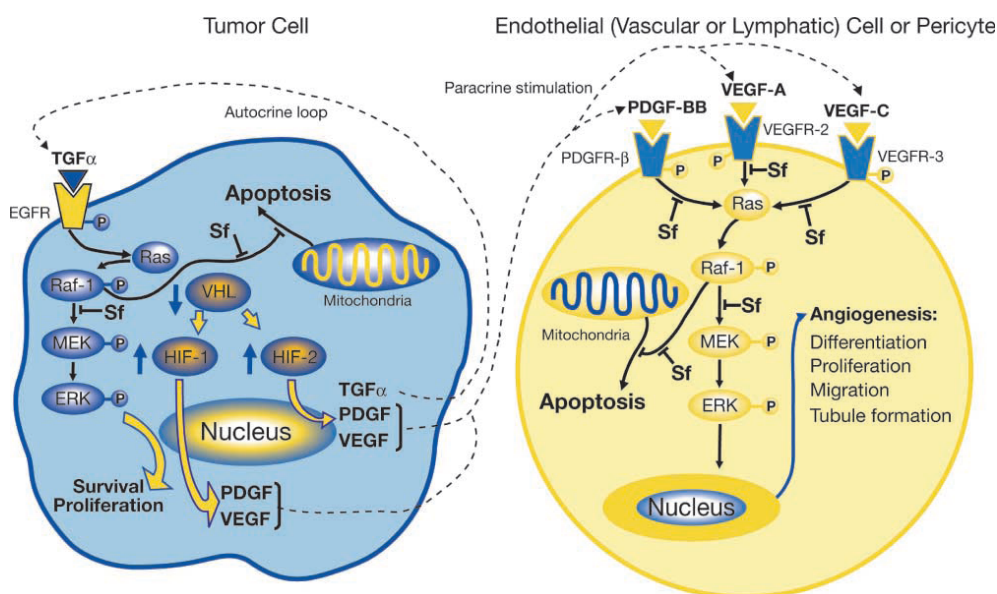 Tumor Cell
Endothelial (Vascular or Lymphatic) Cell or Pericyte
Autocrine loop
TGFα
EGFR
P
Ras
Raf-1
P
Sf
MEK
P
ERK
P
Survival
Proliferation
Apoptosis
Sf
Mitochondria
VHL
HIF-1
HIF-2
Nucleus
TGFα
PDGF
VEGF
PDGF
VEGF
Paracrine stimulation
PDGF-BB
VEGF-A
VEGF-C
PDGFR-β
P
VEGFR-2
P
VEGFR-3
P
Sf
Sf
Sf
Ras
Raf-1
P
Sf
Mitochondria
MEK
P
Sf
Apoptosis
ERK
P
Nucleus
Angiogenesis:
Differentiation
Proliferation
Migration
Tubule formation